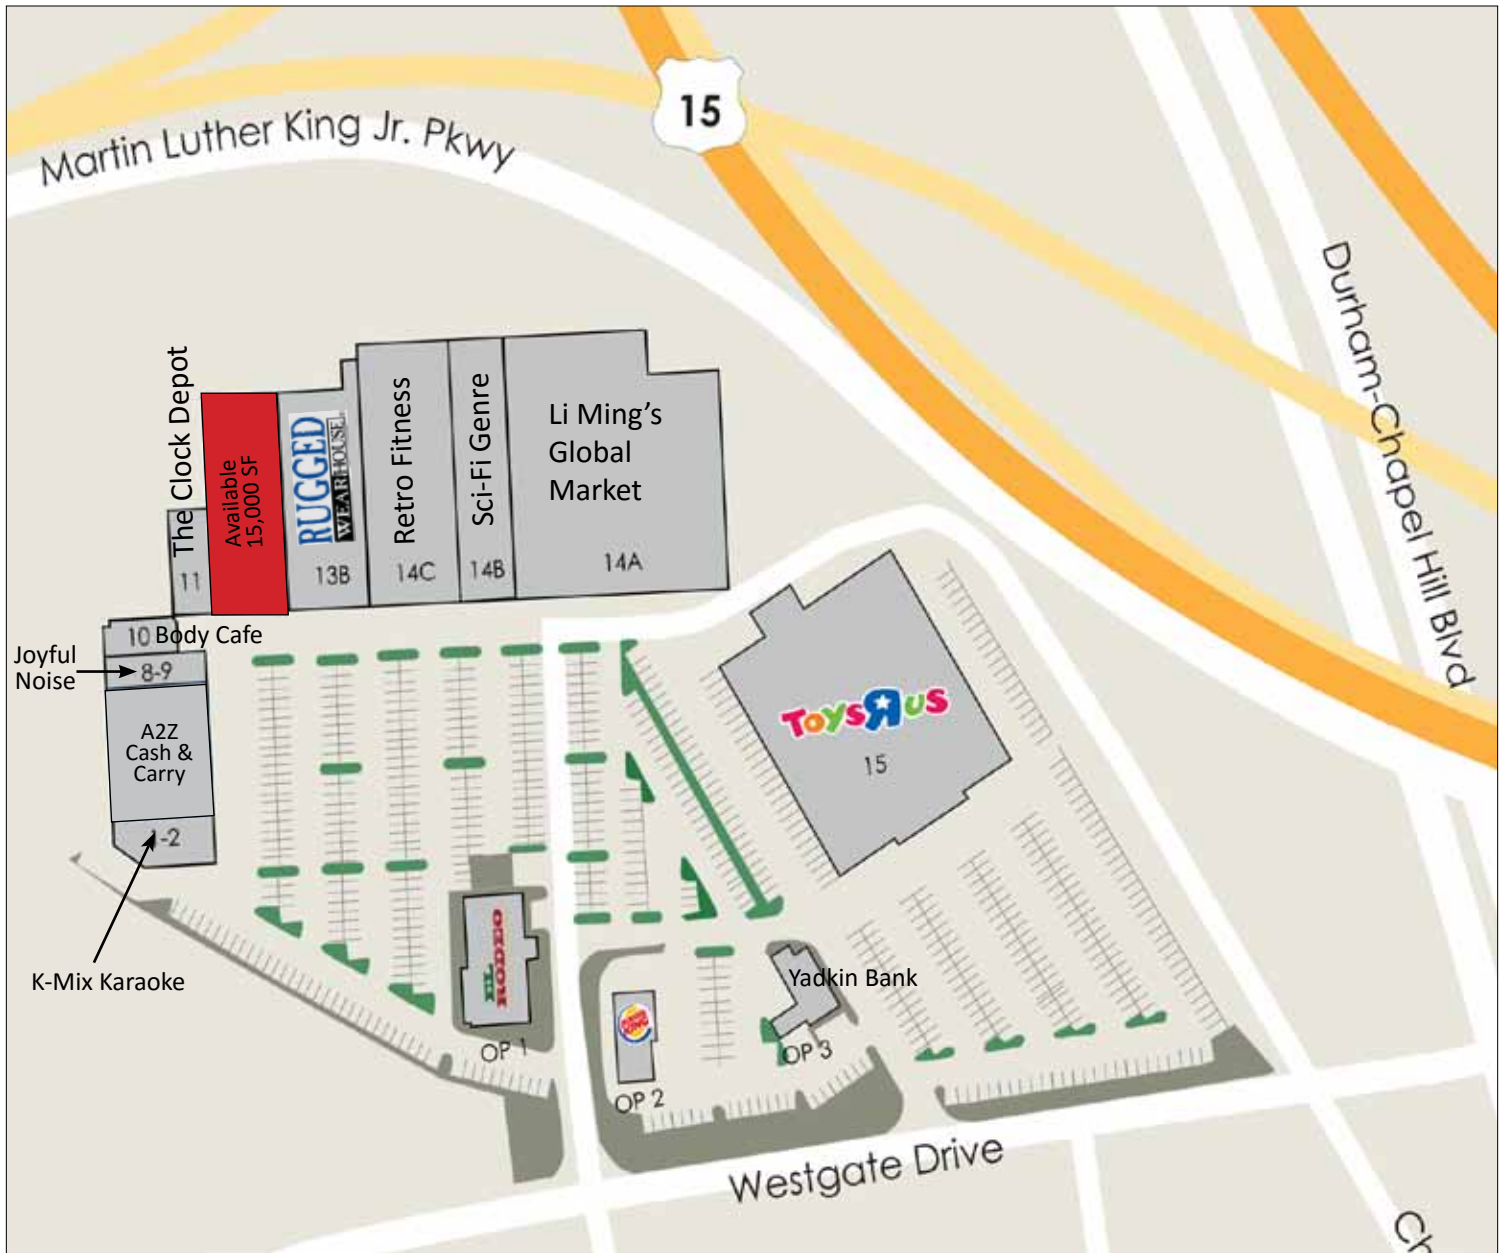 15
Martin Luther King Jr. Pkwy
Durham-Chapel Hill Blvd
The Clock Depot
11
Available
15,000 SF
RUGGED
WEARHOUSE
13B
Retro Fitness
14C
Sci-Fi Genre
14B
Li Ming's
Global
Market
14A
10 Body Cafe
Joyful
Noise
8-9
A2Z
Cash &
Carry
1-2
K-Mix Karaoke
TOYS R US
15
EL
RODEO
OP 1
BURGER
KING
OP 2
Yadkin Bank
OP 3
Westgate Drive
Ch